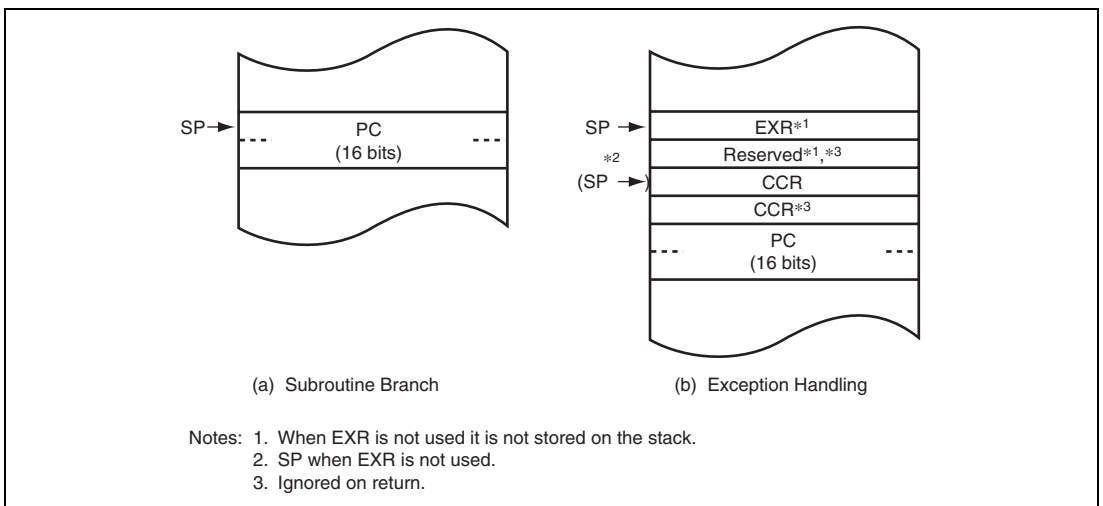 SP
PC
(16 bits)
(a) Subroutine Branch
SP
*2
(SP )
EXR*1
Reserved*1,*3
CCR
CCR*3
PC
(16 bits)
(b) Exception Handling
Notes: 1. When EXR is not used it is not stored on the stack.
2. SP when EXR is not used.
3. Ignored on return.